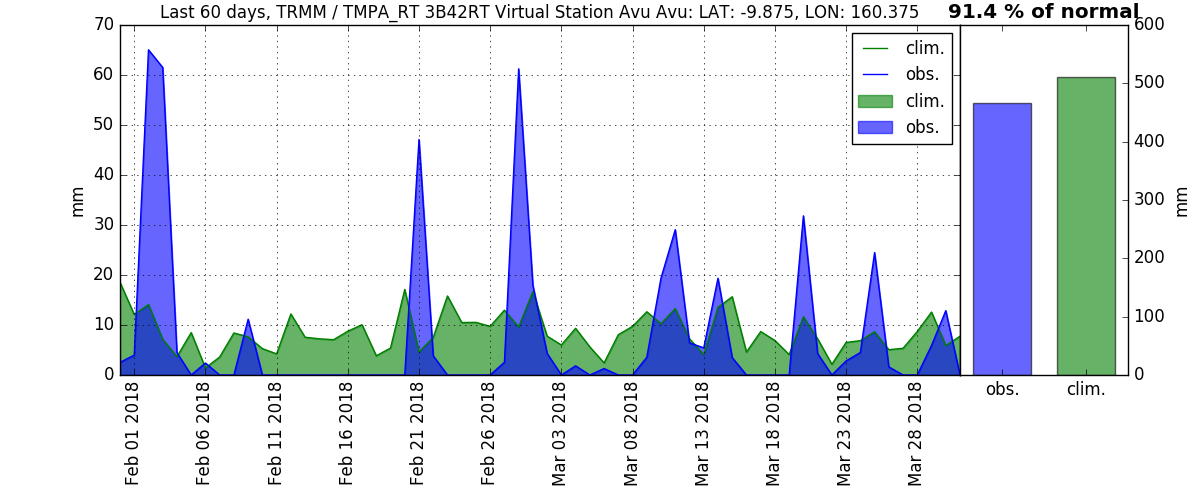 Last 60 days, TRMM / TMPA_RT 3B42RT Virtual Station Avu Avu: LAT: -9.875, LON: 160.375
91.4 % of normal
70
60
50
40
30
20
10
0
mm
clim.
obs.
clim.
obs.
600
500
400
300
200
100
0
mm
obs.
clim.
Feb 01 2018
Feb 06 2018
Feb 11 2018
Feb 16 2018
Feb 21 2018
Feb 26 2018
Mar 03 2018
Mar 08 2018
Mar 13 2018
Mar 18 2018
Mar 23 2018
Mar 28 2018